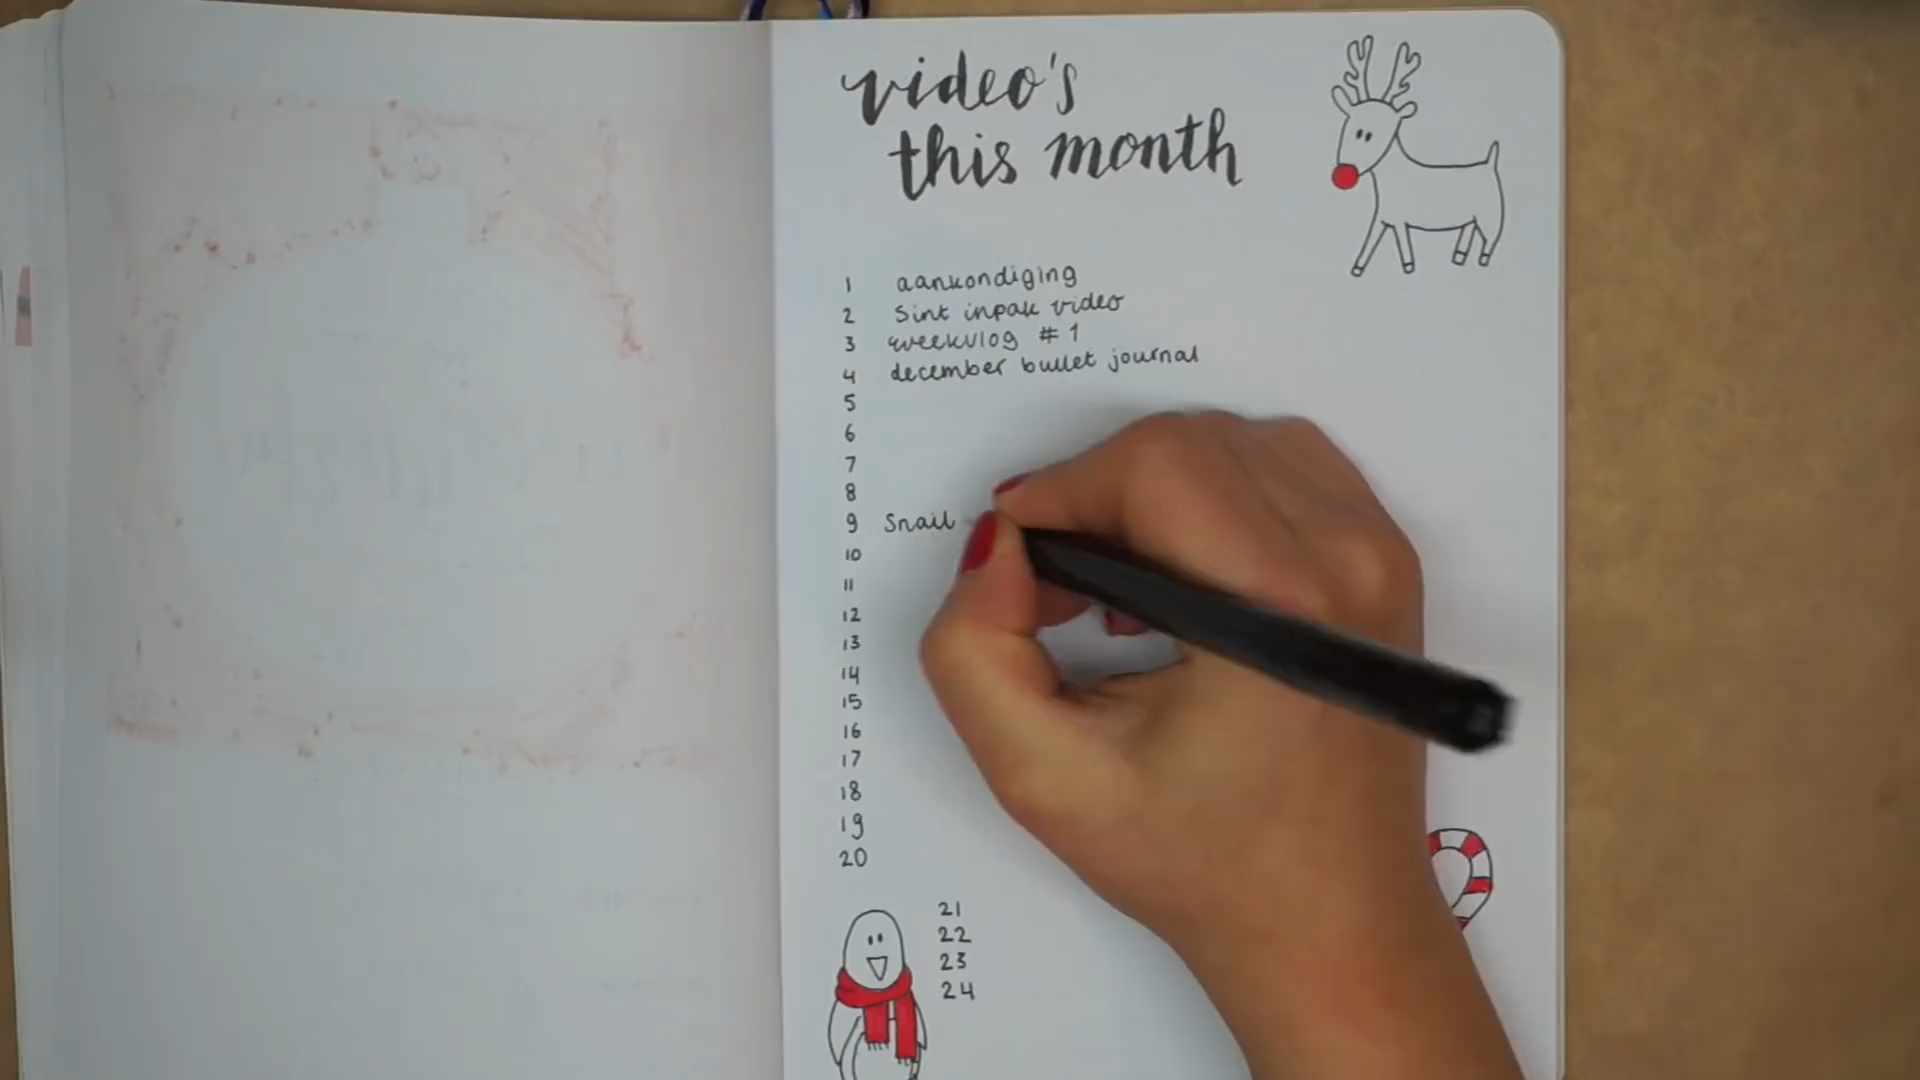 video's
this month
1 aankondiging
2 Sint inpak video
3 weekvlog #1
4 december bullet journal
5
6
7
8
9 Snail
10
11
12
13
14
15
16
17
18
19
20
21
22
23
24